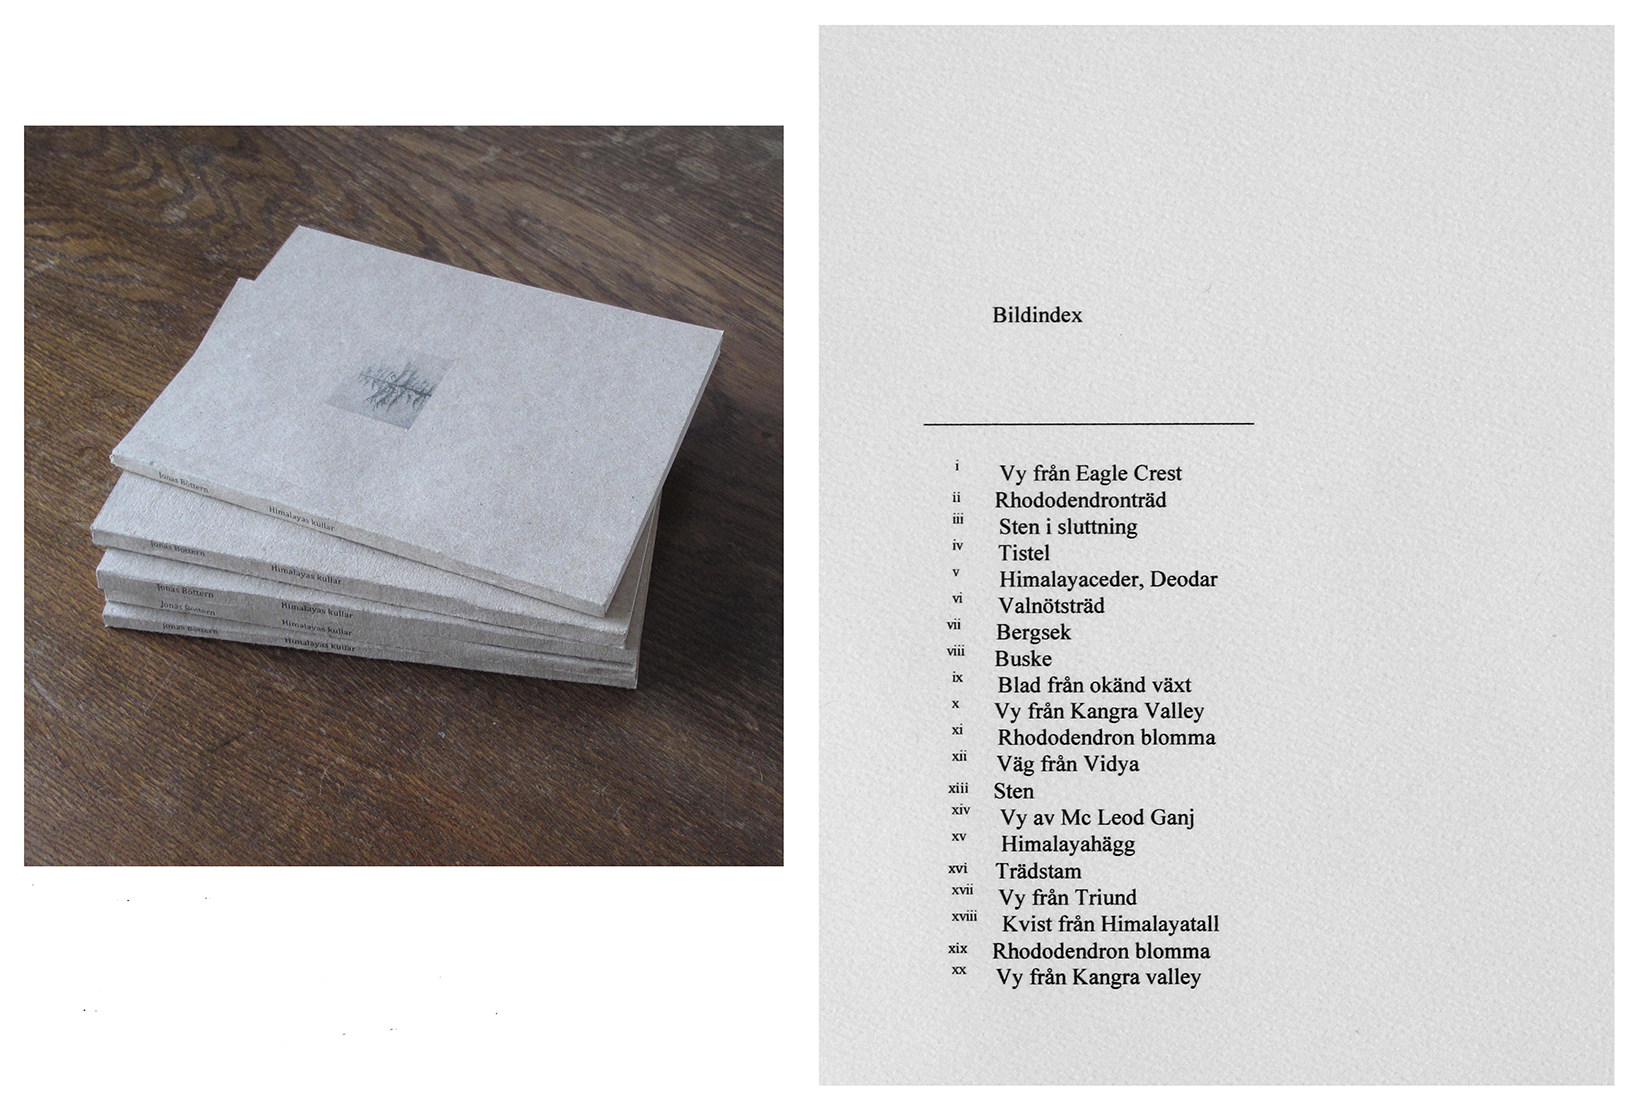 Jonas Böttern Himalayas kullar
Jonas Böttern Himalayas kullar
Jonas Böttern Himalayas kullar
Jonas Böttern Himalayas kullar
Jonas Böttern Himalayas kullar
Bildindex
i Vy från Eagle Crest
ii Rhododendronträd
iii Sten i sluttning
iv Tistel
v Himalayaceder, Deodar
vi Valnötsträd
vii Bergsek
viii Buske
ix Blad från okänd växt
x Vy från Kangra Valley
xi Rhododendron blomma
xii Väg från Vidya
xiii Sten
xiv Vy av Mc Leod Ganj
xv Himalayahägg
xvi Trädstam
xvii Vy från Triund
xviii Kvist från Himalayatall
xix Rhododendron blomma
xx Vy från Kangra valley